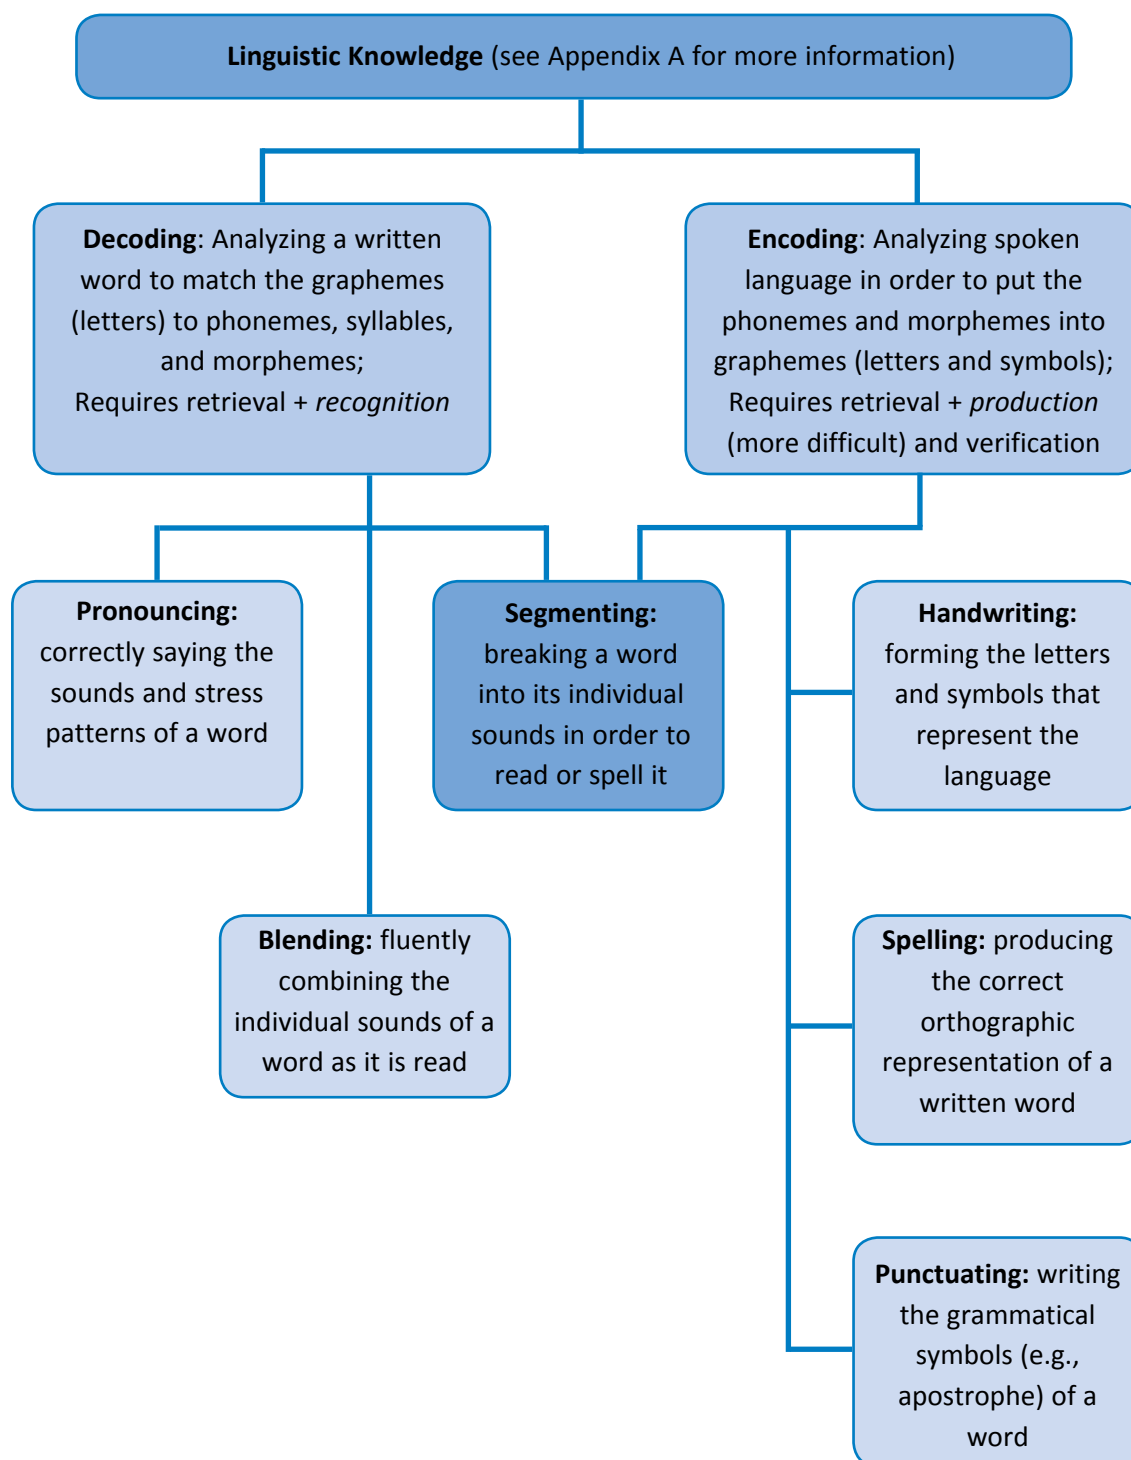 Linguistic Knowledge (see Appendix A for more information)
Decoding: Analyzing a written
word to match the graphemes
(letters) to phonemes, syllables,
and morphemes;
Requires retrieval + recognition
Encoding: Analyzing spoken
language in order to put the
phonemes and morphemes into
graphemes (letters and symbols);
Requires retrieval + production
(more difficult) and verification
Pronouncing:
correctly saying the
sounds and stress
patterns of a word
Segmenting:
breaking a word
into its individual
sounds in order to
read or spell it
Handwriting:
forming the letters
and symbols that
represent the
language
Blending: fluently
combining the
individual sounds of a
word as it is read
Spelling: producing
the correct
orthographic
representation of a
written word
Punctuating: writing
the grammatical
symbols (e.g.,
apostrophe) of a
word